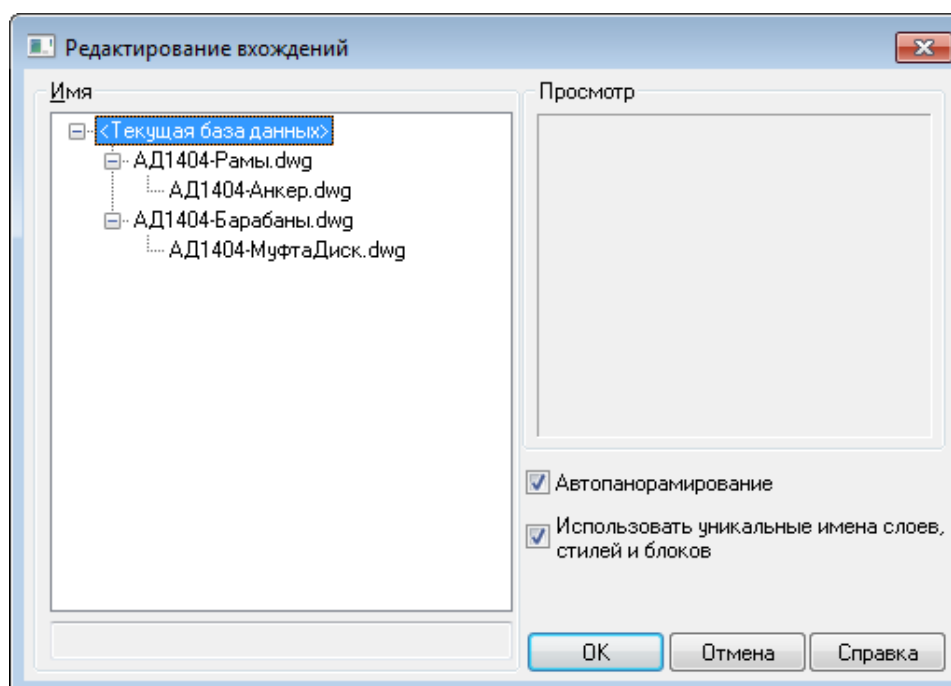 Редактирование вхождений
Имя
<Текущая база данных>
АД1404-Рамы.dwg
АД1404-Анкер.dwg
АД1404-Барабаны.dwg
АД1404-МуфтаДиск.dwg
Просмотр
Автопанорамирование
Использовать уникальные имена слоев,
стилей и блоков
ОК
Отмена
Справка